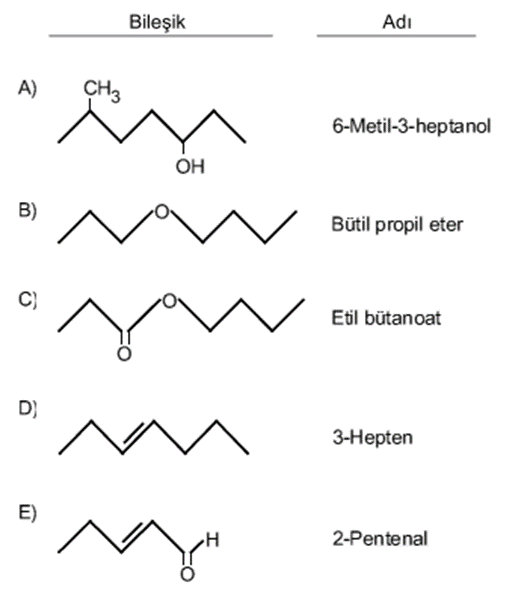 Bileşik Adı
A) CH3 OH 6-Metil-3-heptanol
B) O Bütil propil eter
C) O O Etil bütanoat
D) 3-Hepten
E) H O 2-Pentenal